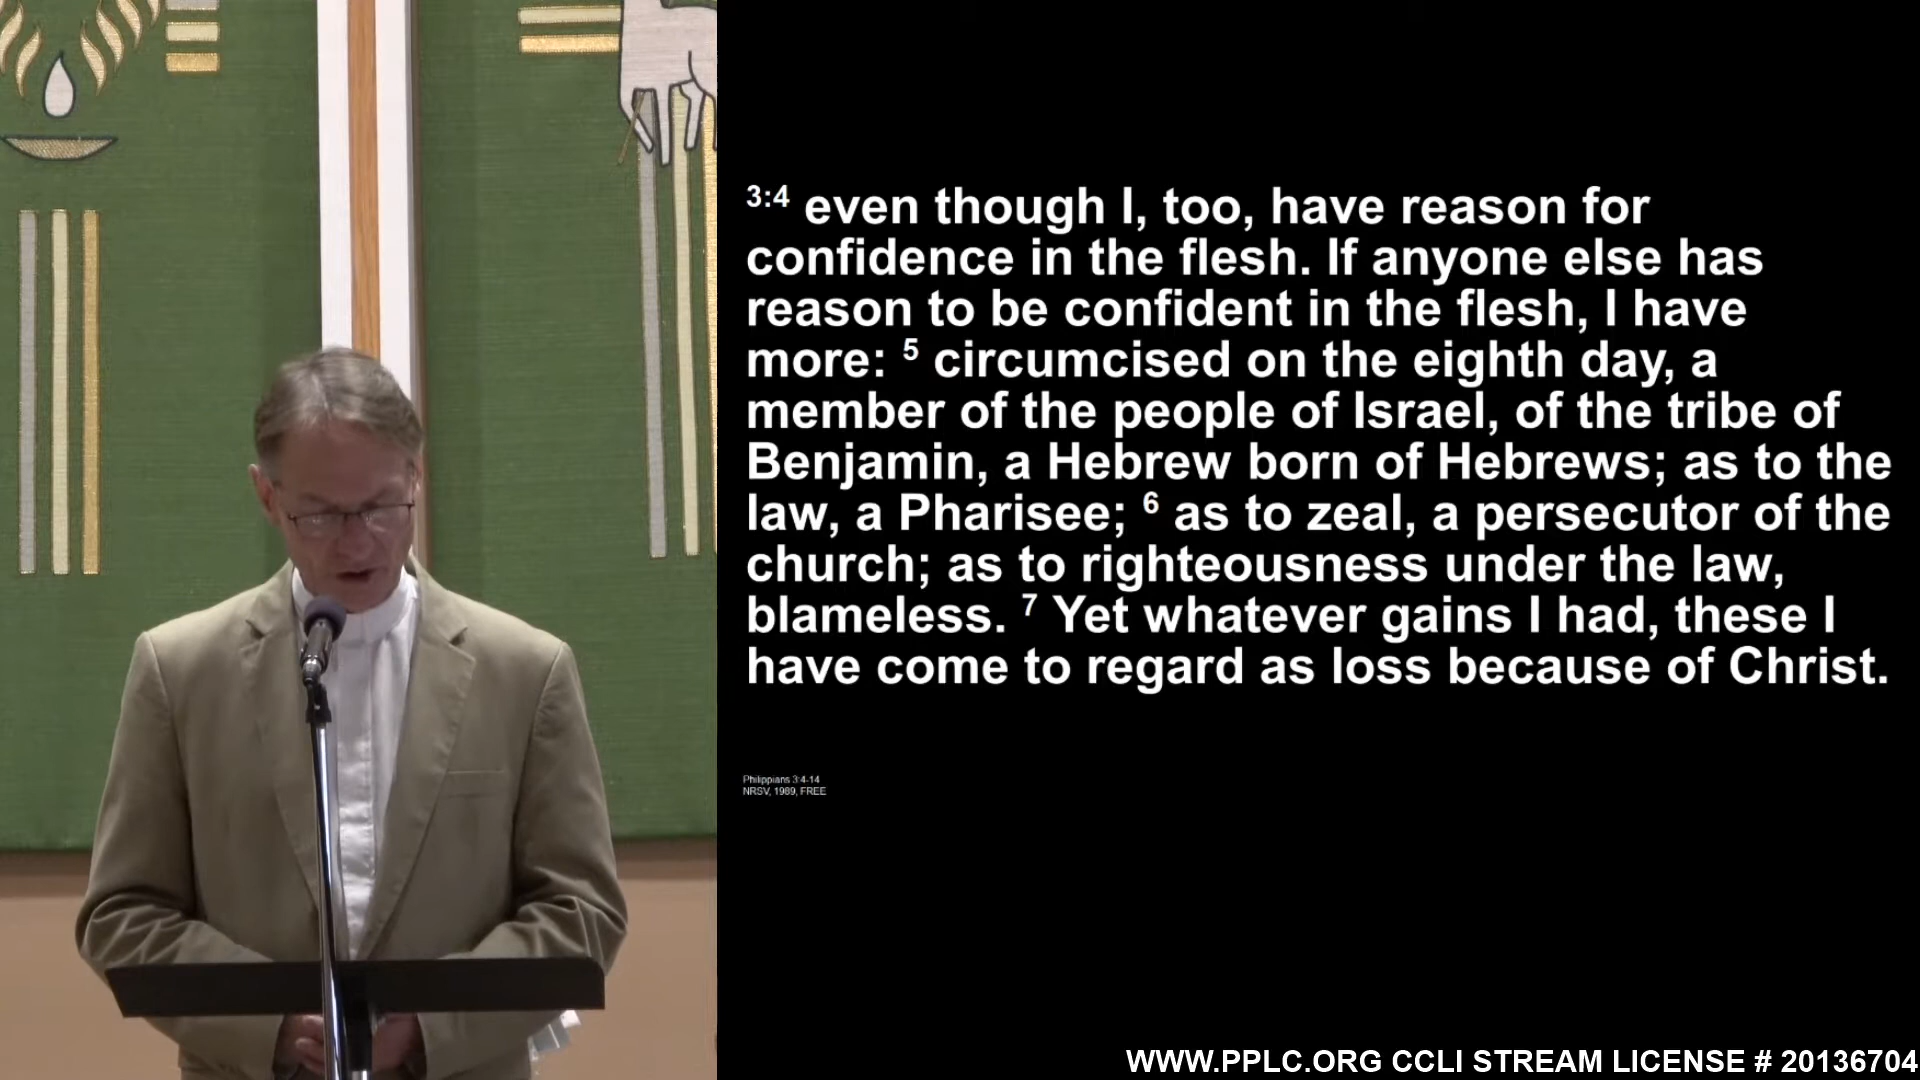 3:4 even though I, too, have reason for
confidence in the flesh. If anyone else has
reason to be confident in the flesh, I have
more: 5 circumcised on the eighth day, a
member of the people of Israel, of the tribe of
Benjamin, a Hebrew born of Hebrews; as to the
law, a Pharisee; 6 as to zeal, a persecutor of the
church; as to righteousness under the law,
blameless. 7 Yet whatever gains I had, these I
have come to regard as loss because of Christ.
Philippians 3:4-14
NRSV, 1989, FREE
WWW.PPLC.ORG CCLI STREAM LICENSE # 20136704